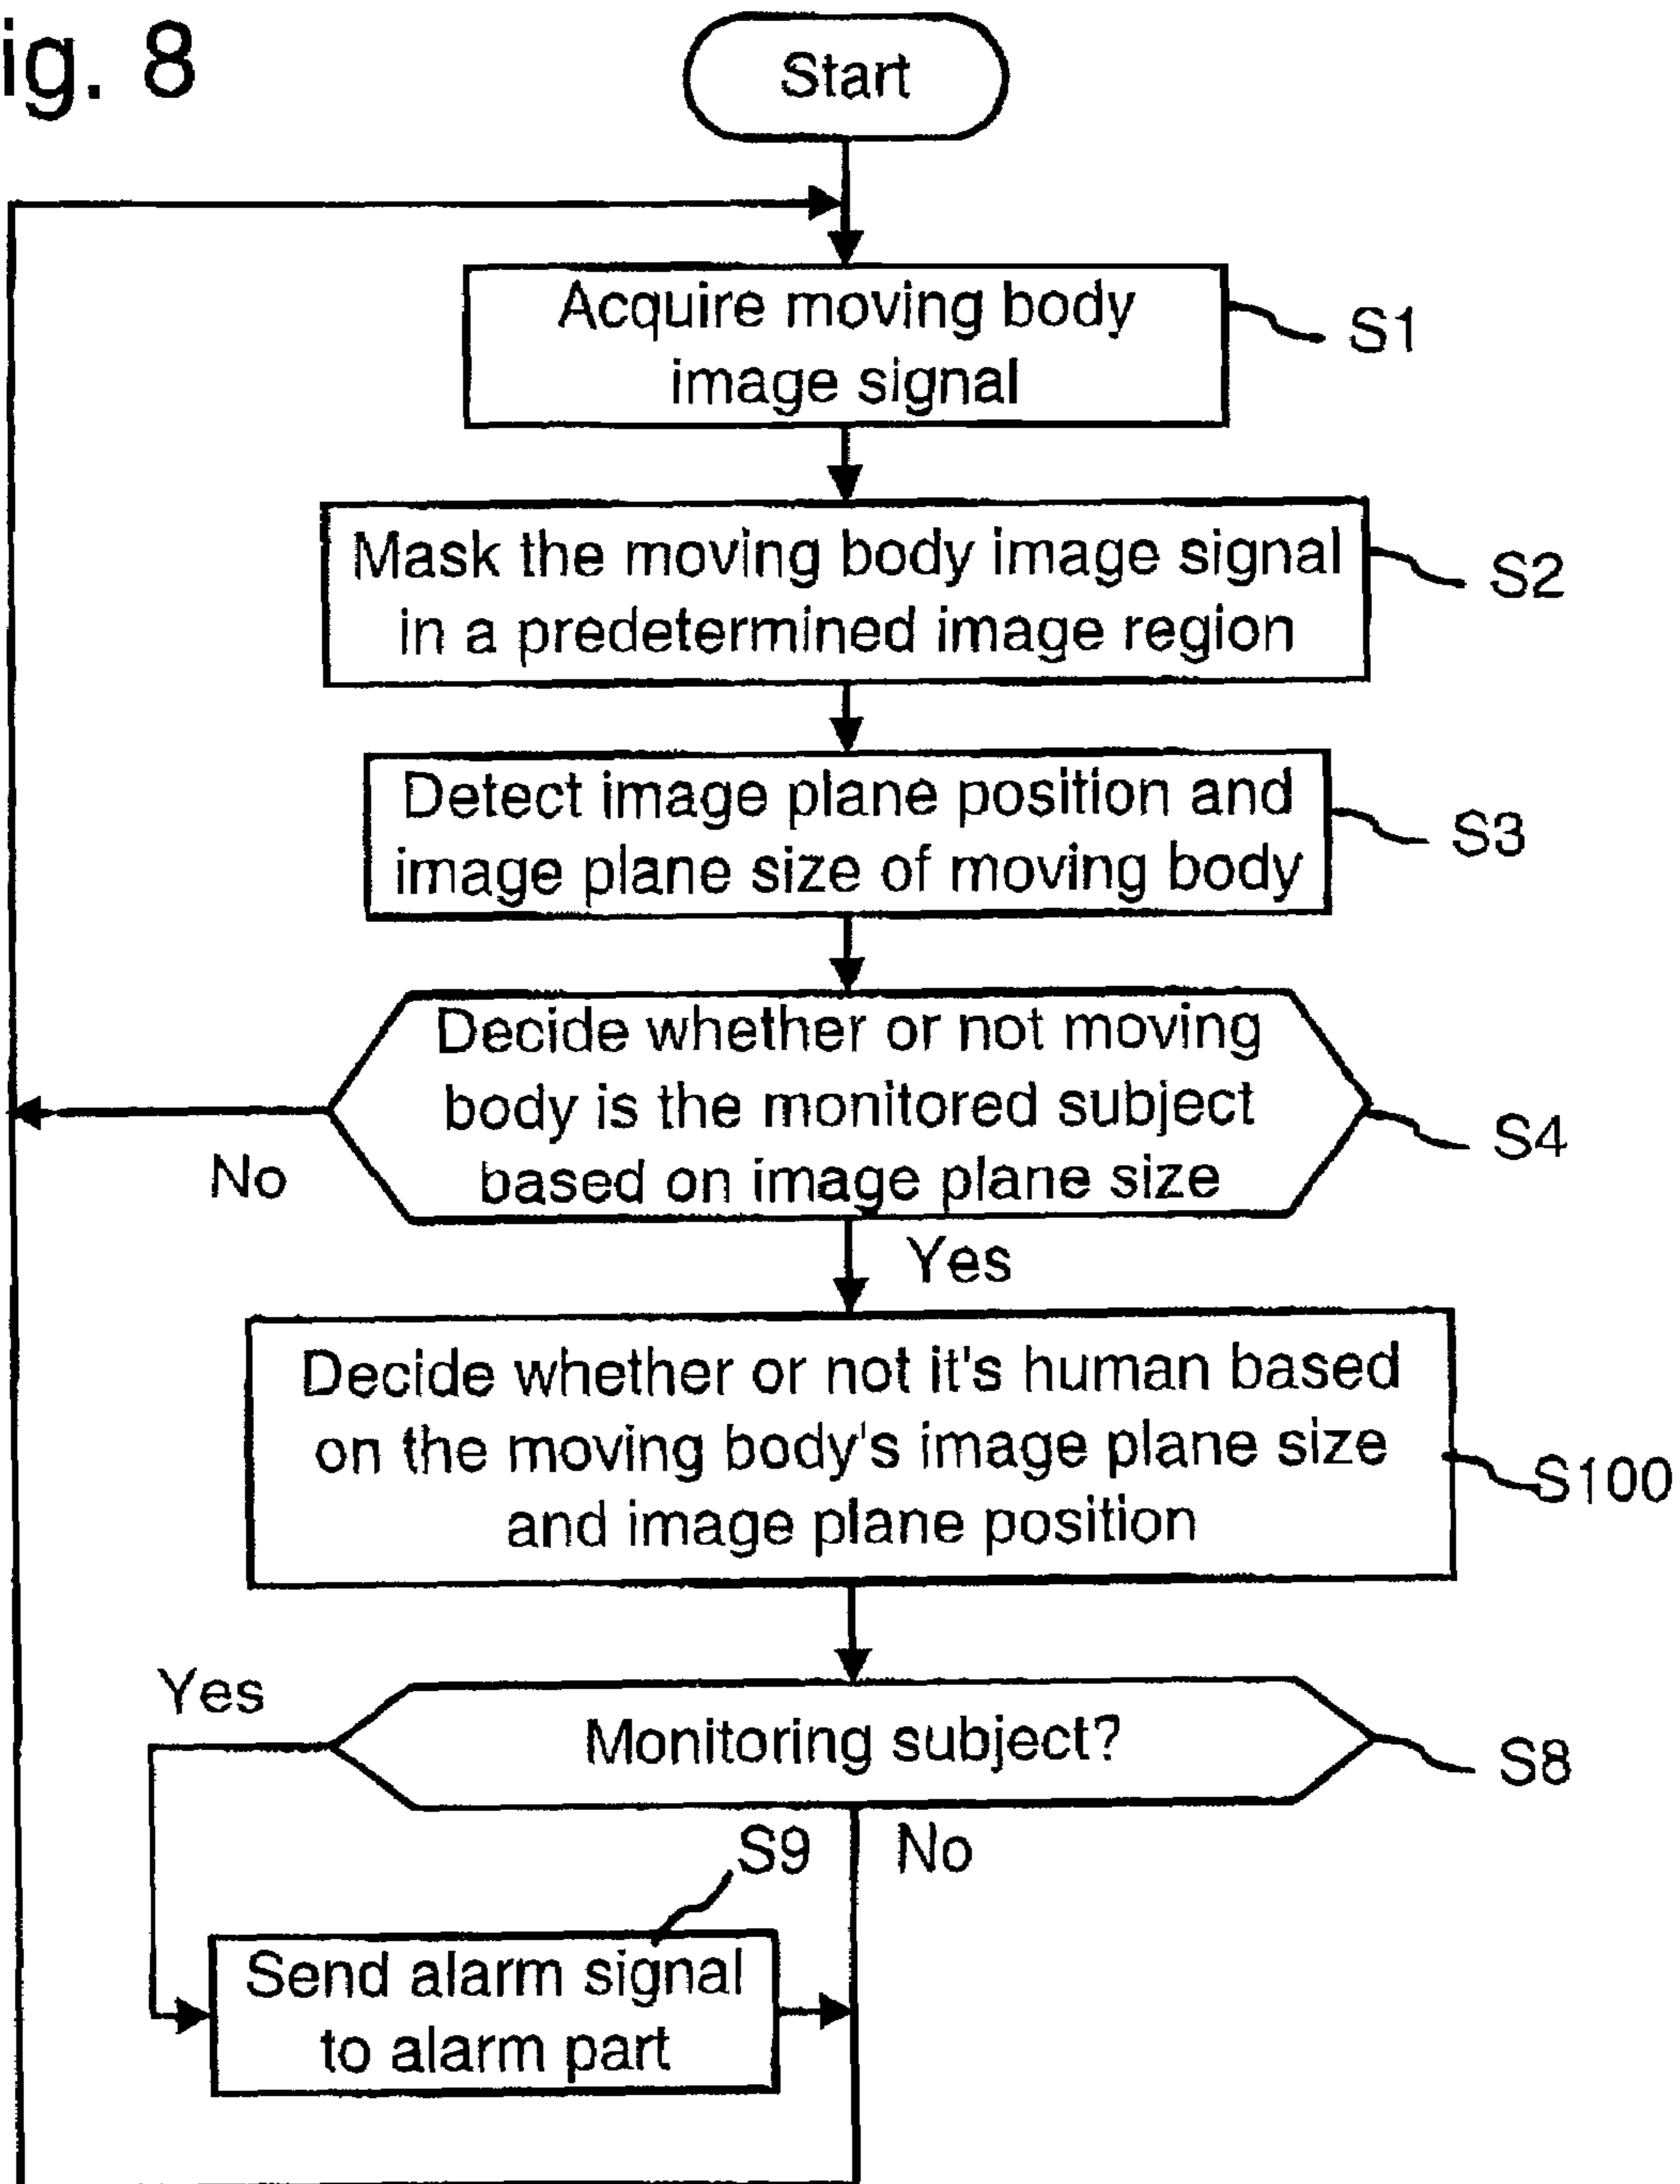 ig. 8
Start
Acquire moving body
image signal
S1
Mask the moving body image signal
in a predetermined image region
S2
Detect image plane position and
image plane size of moving body
S3
Decide whether or not moving
body is the monitored subject
based on image plane size
S4
No
Yes
Decide whether or not it's human based
on the moving body's image plane size
and image plane position
S100
Yes
Monitoring subject?
S8
S9
No
Send alarm signal
to alarm part